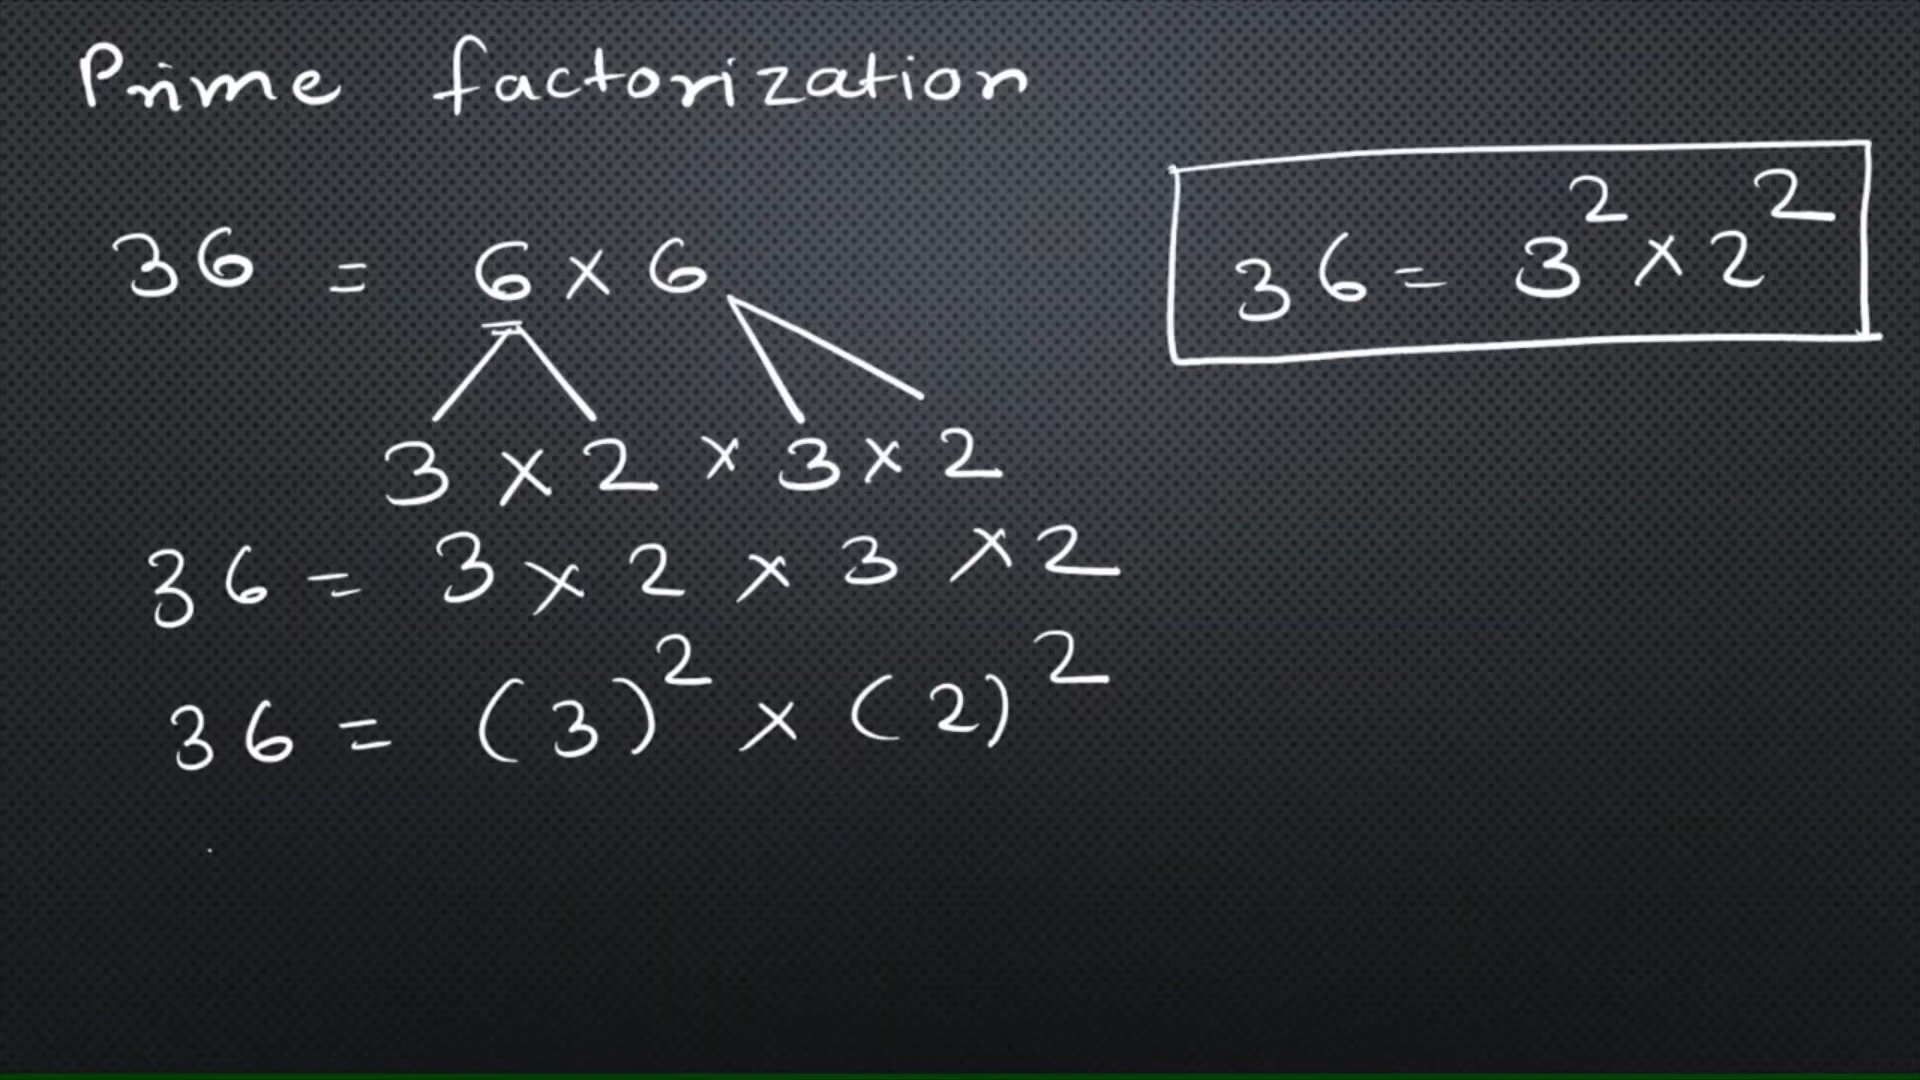 Prime factorization
36 = 6 × 6
3 × 2 × 3 × 2
36 = 3 × 2 × 3 × 2
36 = (3)² × (2)²
36 = 3² × 2²